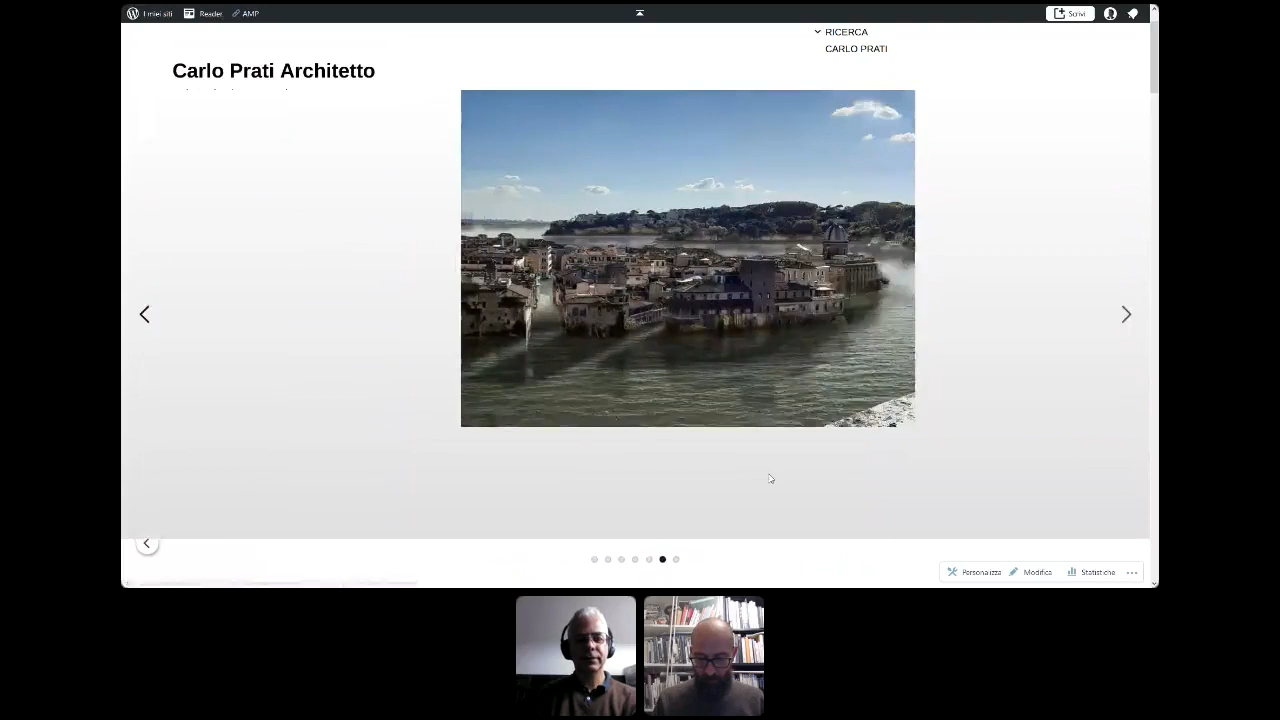 I miei siti Reader AMP Scrivi
RICERCA
CARLO PRATI
Carlo Prati Architetto
Personalizza Modifica Statistiche